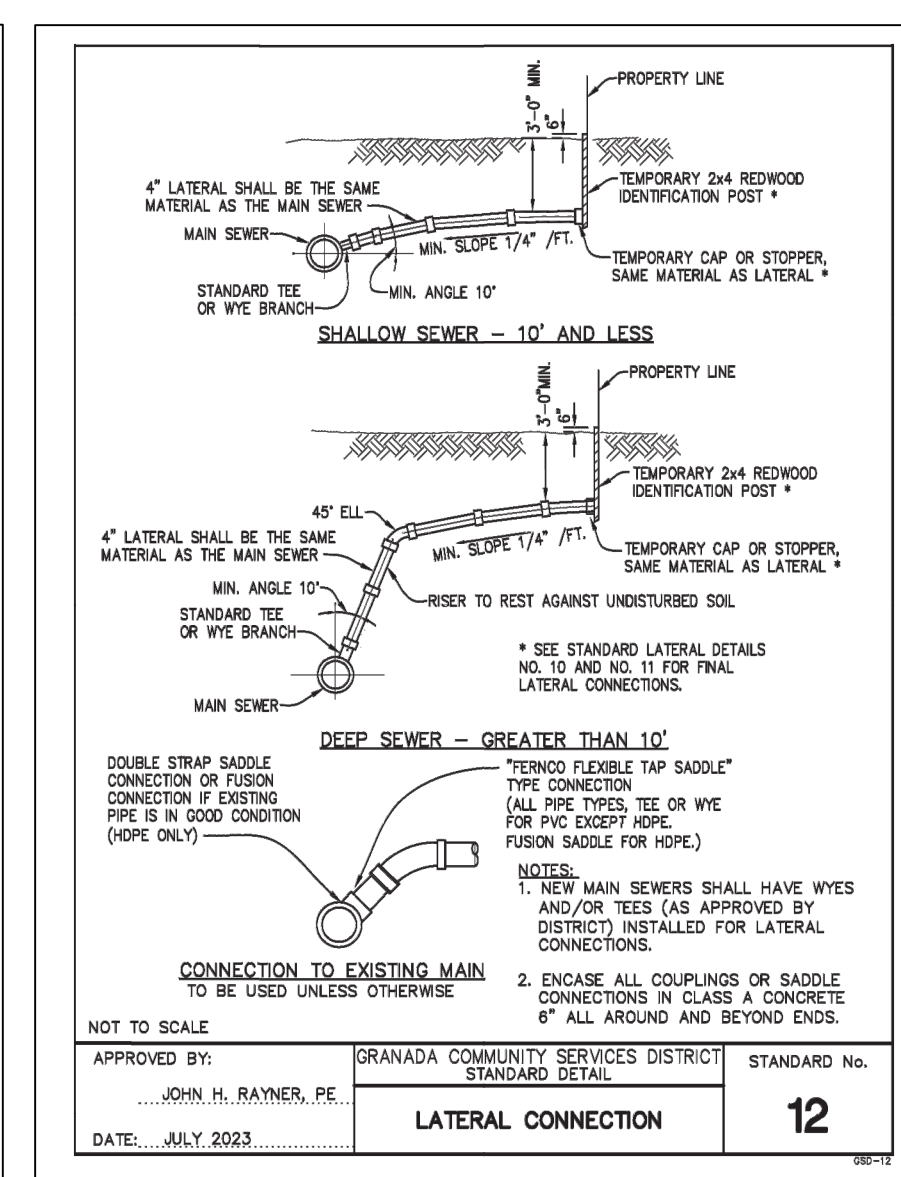 3'-0" MIN.
6"
PROPERTY LINE
4" LATERAL SHALL BE THE SAME
MATERIAL AS THE MAIN SEWER
TEMPORARY 2x4 REDWOOD
IDENTIFICATION POST *
MAIN SEWER
MIN. SLOPE 1/4" /FT.
TEMPORARY CAP OR STOPPER,
SAME MATERIAL AS LATERAL *
STANDARD TEE
OR WYE BRANCH
MIN. ANGLE 10°
SHALLOW SEWER – 10' AND LESS
3'-0"MIN.
6"
PROPERTY LINE
TEMPORARY 2x4 REDWOOD
IDENTIFICATION POST *
45° ELL
4" LATERAL SHALL BE THE SAME
MATERIAL AS THE MAIN SEWER
MIN. SLOPE 1/4" /FT.
TEMPORARY CAP OR STOPPER,
SAME MATERIAL AS LATERAL *
MIN. ANGLE 10°
RISER TO REST AGAINST UNDISTURBED SOIL
STANDARD TEE
OR WYE BRANCH
* SEE STANDARD LATERAL DETAILS
NO. 10 AND NO. 11 FOR FINAL
LATERAL CONNECTIONS.
MAIN SEWER
DEEP SEWER – GREATER THAN 10'
DOUBLE STRAP SADDLE
CONNECTION OR FUSION
CONNECTION IF EXISTING
PIPE IS IN GOOD CONDITION
(HDPE ONLY)
"FERNCO FLEXIBLE TAP SADDLE"
TYPE CONNECTION
(ALL PIPE TYPES, TEE OR WYE
FOR PVC EXCEPT HDPE.
FUSION SADDLE FOR HDPE.)
NOTES:
1. NEW MAIN SEWERS SHALL HAVE WYES
AND/OR TEES (AS APPROVED BY
DISTRICT) INSTALLED FOR LATERAL
CONNECTIONS.
2. ENCASE ALL COUPLINGS OR SADDLE
CONNECTIONS IN CLASS A CONCRETE
6" ALL AROUND AND BEYOND ENDS.
CONNECTION TO EXISTING MAIN
TO BE USED UNLESS OTHERWISE
NOT TO SCALE
APPROVED BY:
JOHN H. RAYNER, PE
DATE: JULY 2023
GRANADA COMMUNITY SERVICES DISTRICT
STANDARD DETAIL
LATERAL CONNECTION
STANDARD No.
12
GSD-12